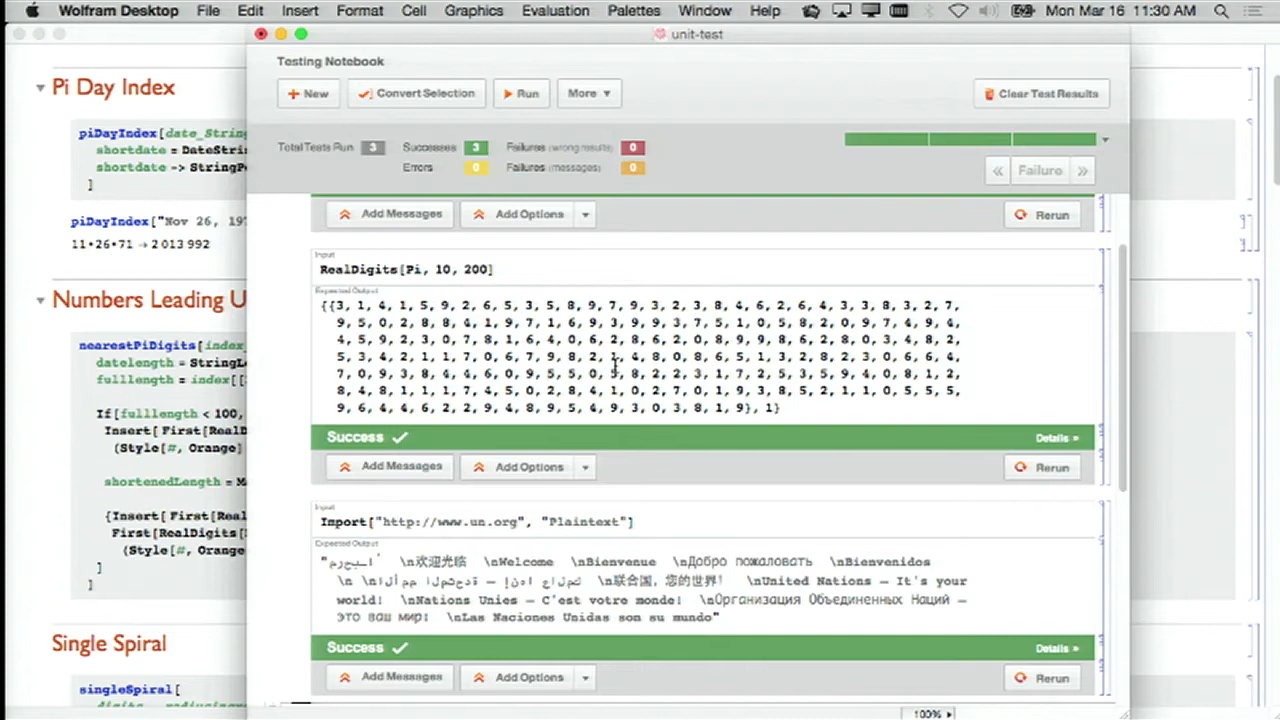 Wolfram Desktop File Edit Insert Format Cell Graphics Evaluation Palettes Window Help Mon Mar 16 11:30 AM
unit-test
Testing Notebook
New Convert Selection Run More Clear Test Results
Total Tests Run 3 Successes 3 Failures (wrong results) 0
Errors 0 Failures (messages) 0
Failure
Pi Day Index
piDayIndex[date_Strin
shortdate = DateStri
shortdate -> StringP
]
piDayIndex["Nov 26, 197
11•26•71 → 2 013 992
Numbers Leading U
nearestPiDigits[index_
datelength = StringL
fulllength = index[[
If[fulllength < 100,
Insert[ First[RealD
(Style[#, Orange]
shortenedLength = M
{Insert[ First[Real
First[RealDigits[
(Style[#, Orange
]
]
Single Spiral
singleSpiral[
Add Messages Add Options Rerun
Input
RealDigits[Pi, 10, 200]
Expected Output
{{3, 1, 4, 1, 5, 9, 2, 6, 5, 3, 5, 8, 9, 7, 9, 3, 2, 3, 8, 4, 6, 2, 6, 4, 3, 3, 8, 3, 2, 7,
9, 5, 0, 2, 8, 8, 4, 1, 9, 7, 1, 6, 9, 3, 9, 9, 3, 7, 5, 1, 0, 5, 8, 2, 0, 9, 7, 4, 9, 4,
4, 5, 9, 2, 3, 0, 7, 8, 1, 6, 4, 0, 6, 2, 8, 6, 2, 0, 8, 9, 9, 8, 6, 2, 8, 0, 3, 4, 8, 2,
5, 3, 4, 2, 1, 1, 7, 0, 6, 7, 9, 8, 2, 1, 4, 8, 0, 8, 6, 5, 1, 3, 2, 8, 2, 3, 0, 6, 6, 4,
7, 0, 9, 3, 8, 4, 4, 6, 0, 9, 5, 5, 0, 5, 8, 2, 2, 3, 1, 7, 2, 5, 3, 5, 9, 4, 0, 8, 1, 2,
8, 4, 8, 1, 1, 1, 7, 4, 5, 0, 2, 8, 4, 1, 0, 2, 7, 0, 1, 9, 3, 8, 5, 2, 1, 1, 0, 5, 5, 5,
9, 6, 4, 4, 6, 2, 2, 9, 4, 8, 9, 5, 4, 9, 3, 0, 3, 8, 1, 9}, 1}
Success Details »
Add Messages Add Options Rerun
Input
Import["http://www.un.org", "Plaintext"]
Expected Output
\n欢迎光临 \nWelcome \nBienvenue \nДобро пожаловать \nBienvenidos
\n \n \n联合国，您的世界! \nUnited Nations – It's your
world! \nNations Unies – C'est votre monde! \nОрганизация Объединенных Наций –
это ваш мир! \nLas Naciones Unidas son su mundo"
Success Details »
Add Messages Add Options Rerun
100%